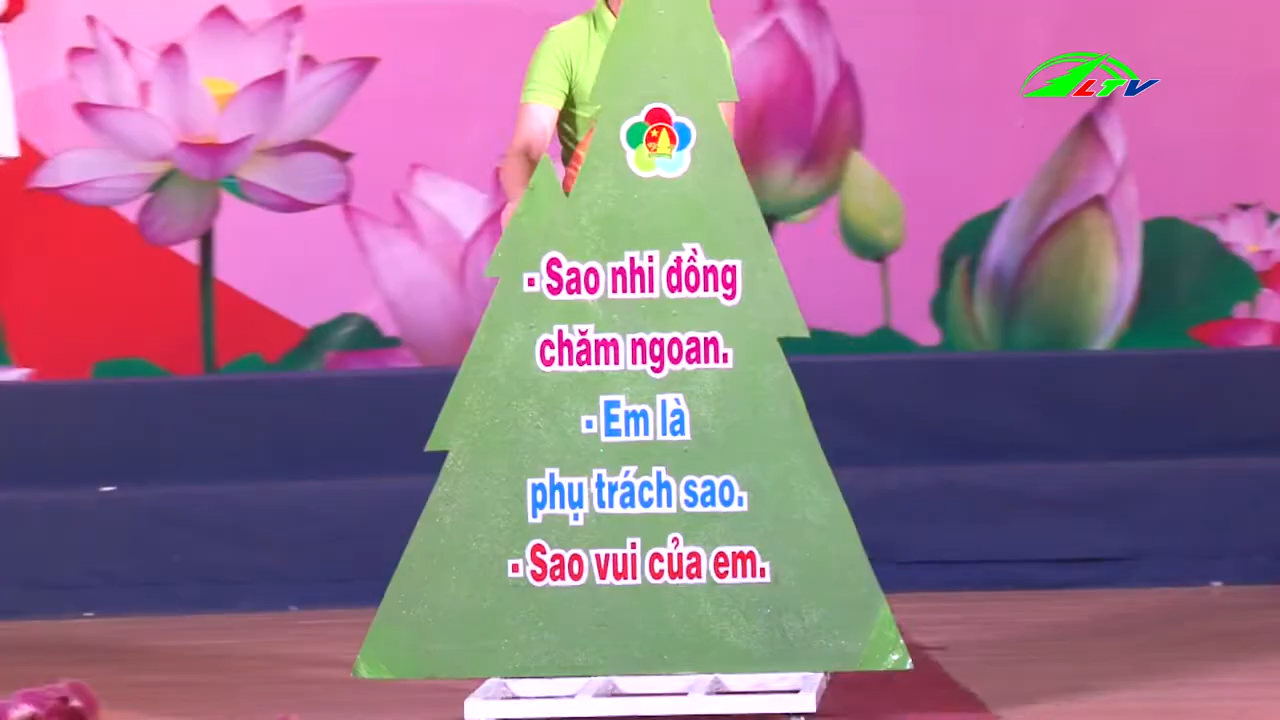 LTV
- Sao nhi đồng
chăm ngoan.
- Em là
phụ trách sao.
- Sao vui của em.